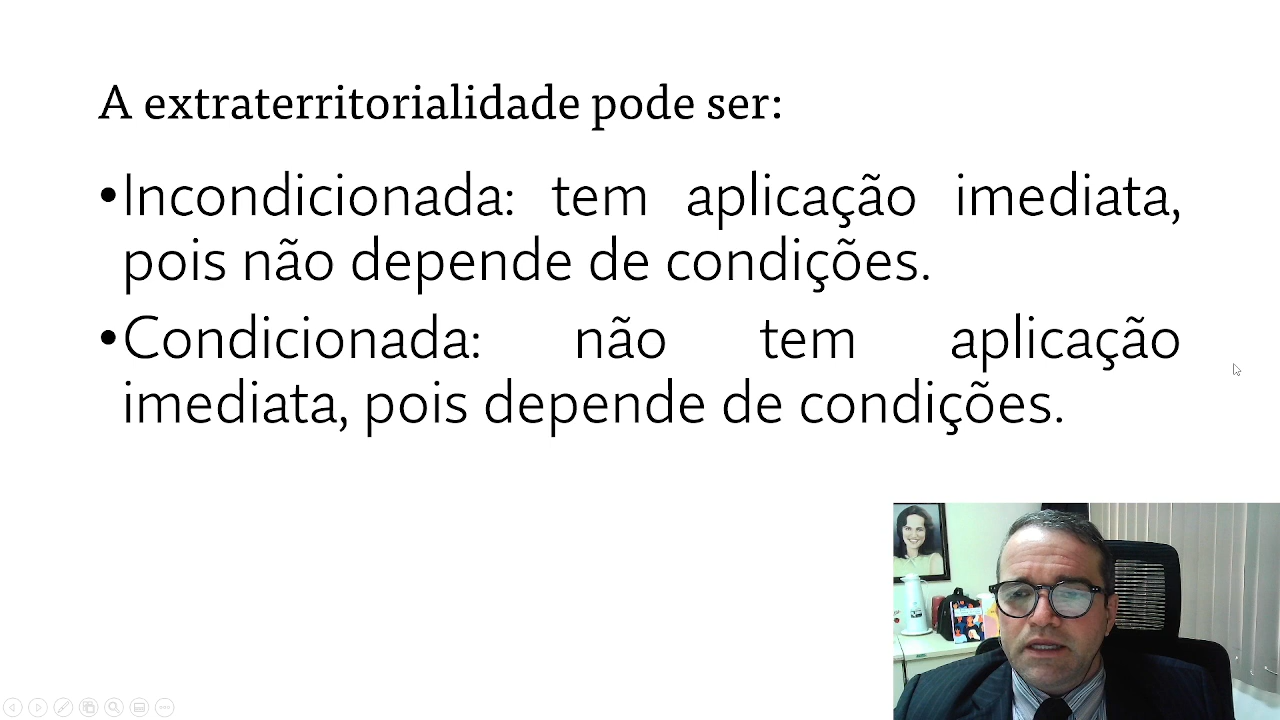 A extraterritorialidade pode ser:
•Incondicionada: tem aplicação imediata,
pois não depende de condições.
•Condicionada: não tem aplicação
imediata, pois depende de condições.